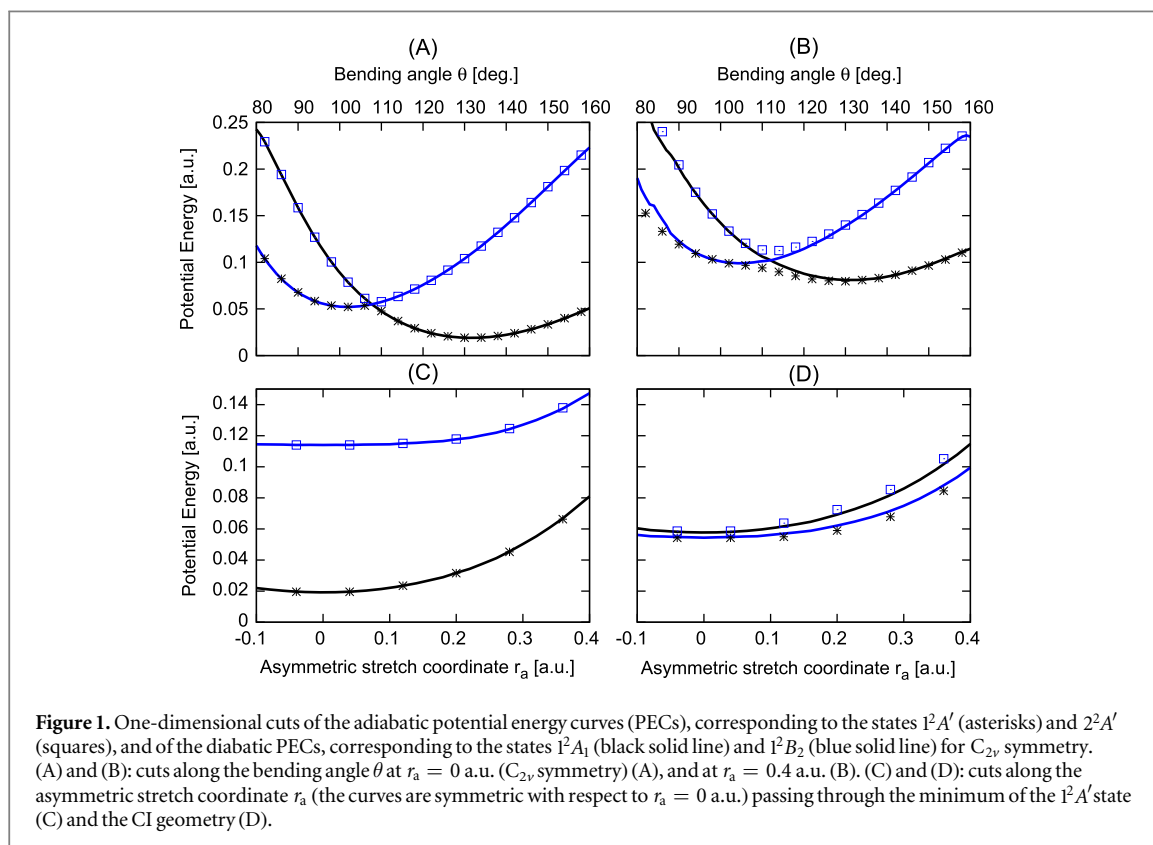 (A)
Bending angle θ [deg.]
80 90 100 110 120 130 140 150 160
(B)
Bending angle θ [deg.]
80 90 100 110 120 130 140 150 160
0.25
0.2
0.15
0.1
0.05
0
Potential Energy [a.u.]
(C)
0.14
0.12
0.1
0.08
0.06
0.04
0.02
0
Potential Energy [a.u.]
-0.1 0 0.1 0.2 0.3 0.4
Asymmetric stretch coordinate rₐ [a.u.]
(D)
-0.1 0 0.1 0.2 0.3 0.4
Asymmetric stretch coordinate rₐ [a.u.]
Figure 1. One-dimensional cuts of the adiabatic potential energy curves (PECs), corresponding to the states 1²A′ (asterisks) and 2²A′
(squares), and of the diabatic PECs, corresponding to the states 1²A₁ (black solid line) and 1²B₂ (blue solid line) for C₂ᵥ symmetry.
(A) and (B): cuts along the bending angle θ at rₐ = 0 a.u. (C₂ᵥ symmetry) (A), and at rₐ = 0.4 a.u. (B). (C) and (D): cuts along the
asymmetric stretch coordinate rₐ (the curves are symmetric with respect to rₐ = 0 a.u.) passing through the minimum of the 1²A′ state
(C) and the CI geometry (D).